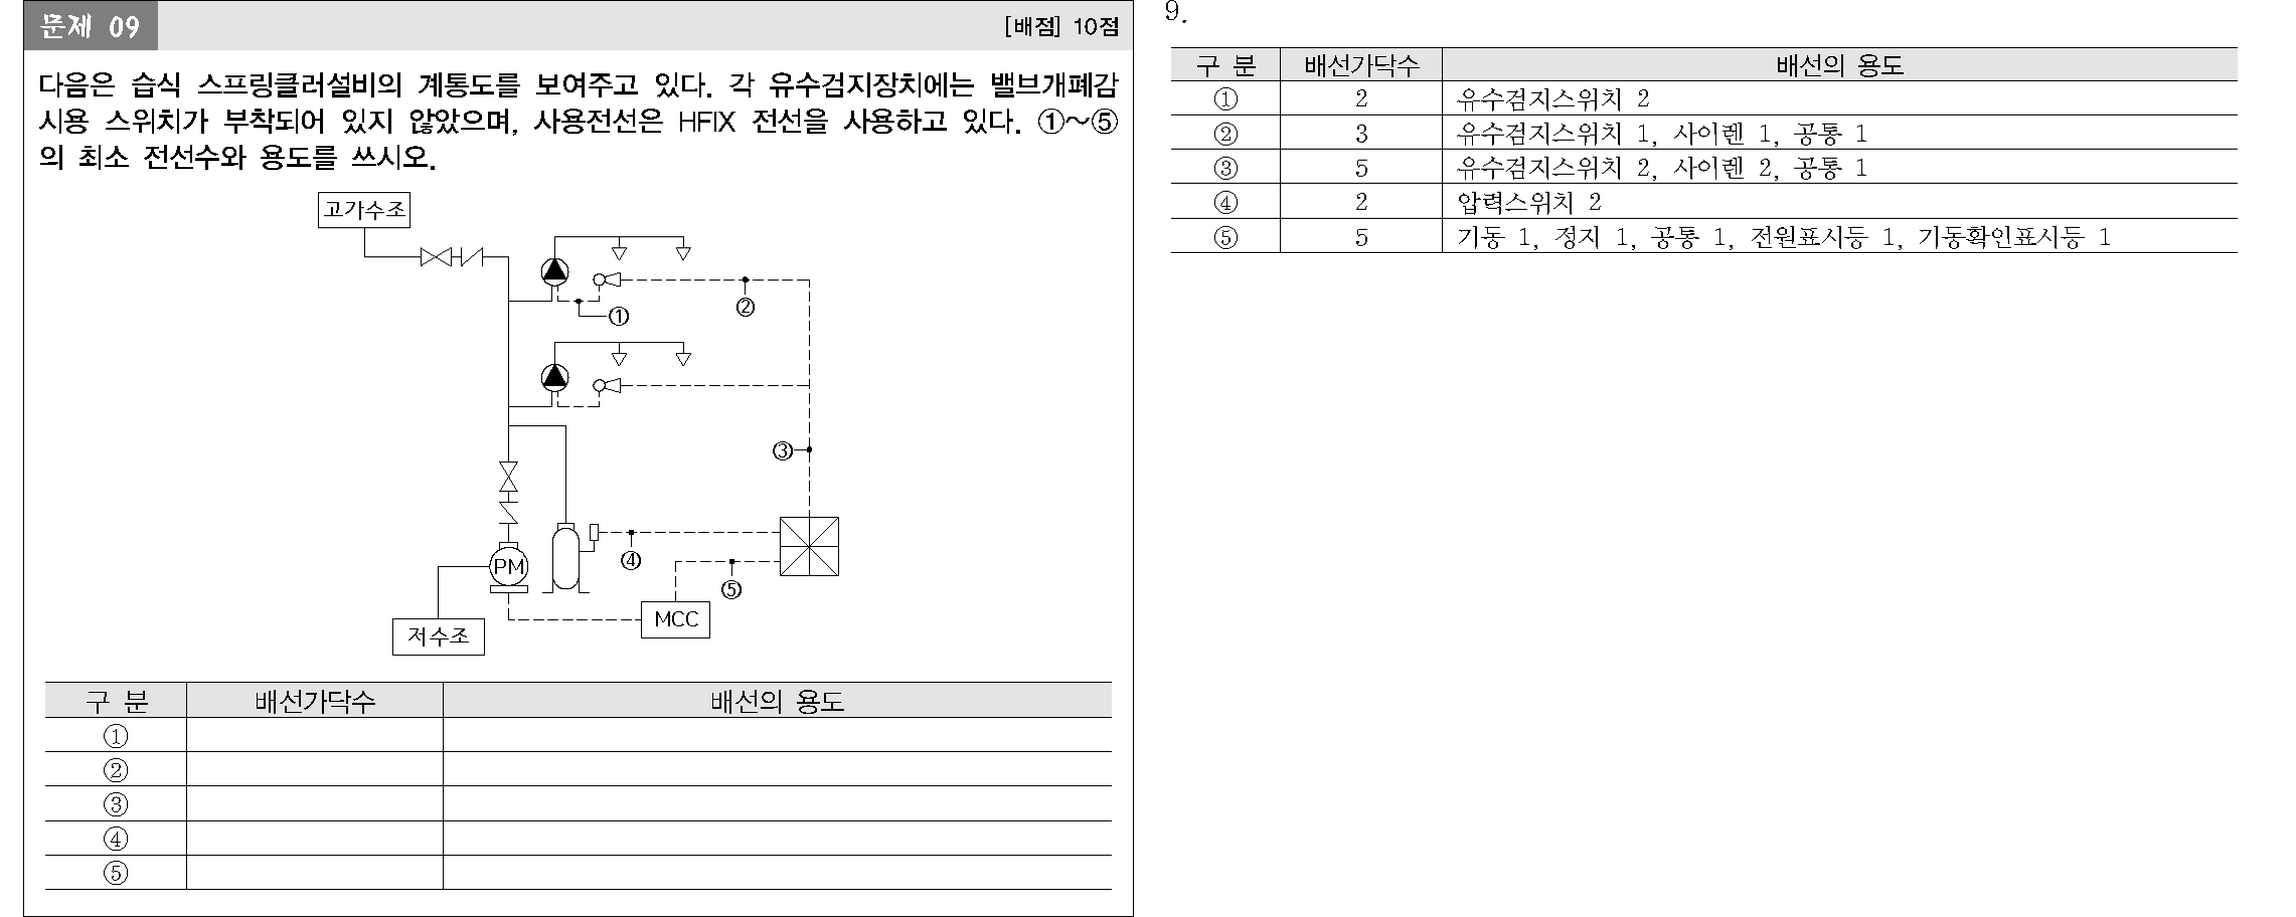 문제 09
[배점] 10점
다음은 습식 스프링클러설비의 계통도를 보여주고 있다. 각 유수검지장치에는 밸브개폐감
시용 스위치가 부착되어 있지 않았으며, 사용전선은 HFIX 전선을 사용하고 있다. ①~⑤
의 최소 전선수와 용도를 쓰시오.
고가수조
②
①
③
④
PM
⑤
MCC
저수조
구 분 배선가닥수 배선의 용도
①
②
③
④
⑤
9.
구 분 배선가닥수 배선의 용도
① 2 유수검지스위치 2
② 3 유수검지스위치 1, 사이렌 1, 공통 1
③ 5 유수검지스위치 2, 사이렌 2, 공통 1
④ 2 압력스위치 2
⑤ 5 기동 1, 정지 1, 공통 1, 전원표시등 1, 기동확인표시등 1